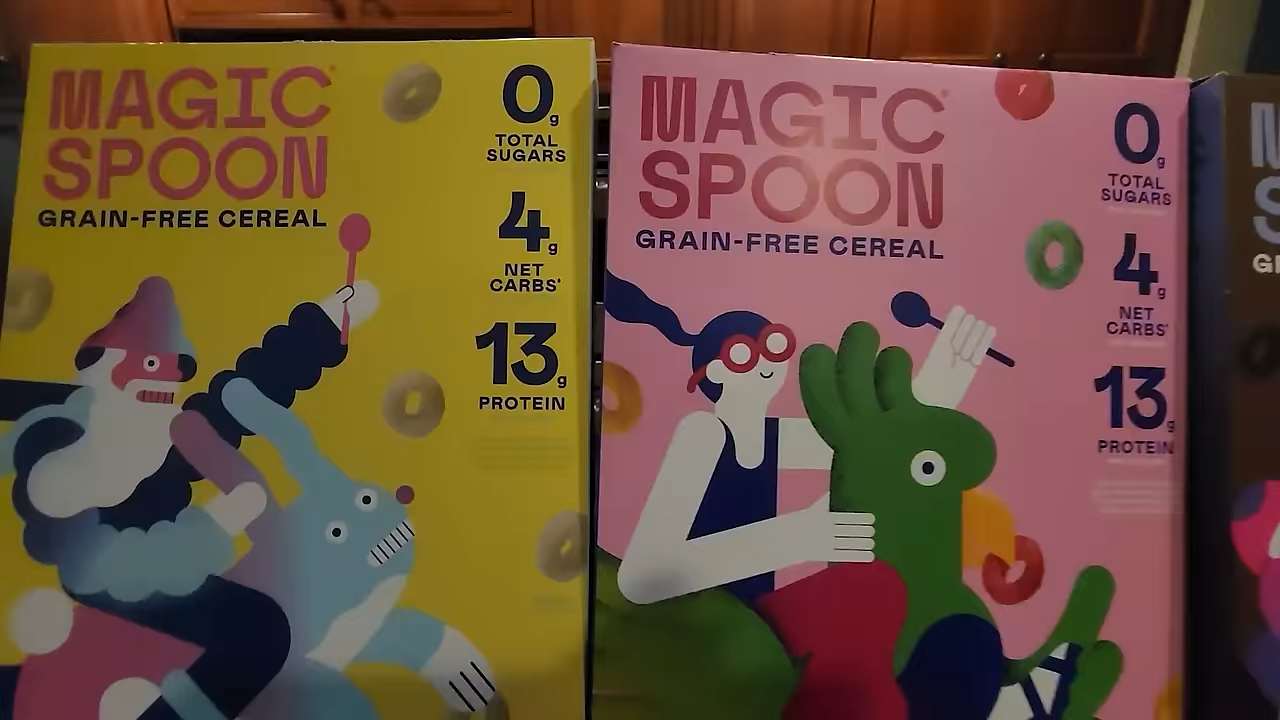 MAGIC
SPOON
GRAIN-FREE CEREAL
0g
TOTAL
SUGARS
4g
NET
CARBS*
13g
PROTEIN
MAGIC
SPOON
GRAIN-FREE CEREAL
0g
TOTAL
SUGARS
4g
NET
CARBS*
13g
PROTEIN